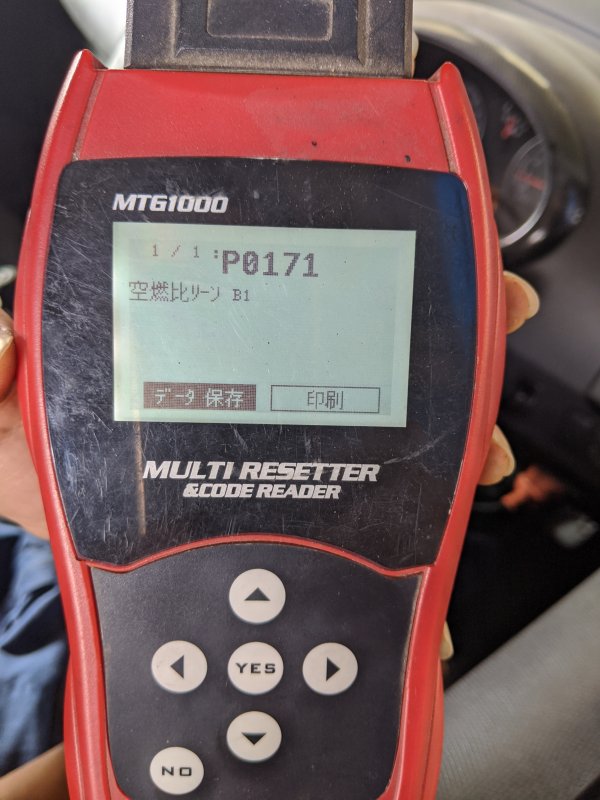 MTG1000
1 / 1 :P0171
空燃比リーン B1
データ 保存 印刷
MULTI RESETTER
&CODE READER
YES
NO